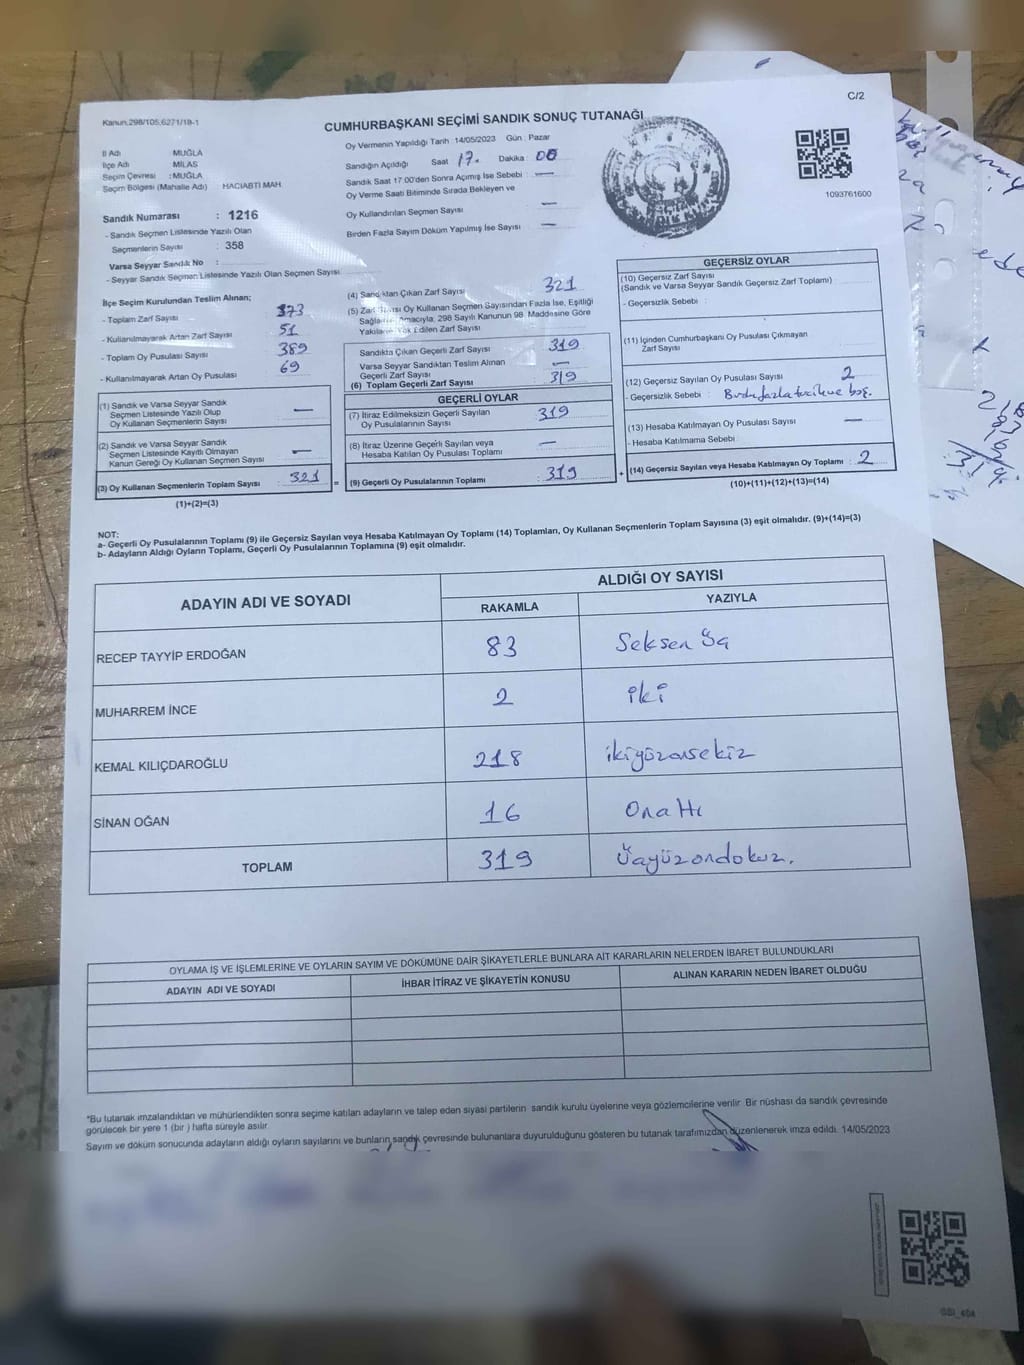 C/2
Kanun:298/105,6271/18-1
CUMHURBAŞKANI SEÇİMİ SANDIK SONUÇ TUTANAĞI
İl Adı : MUĞLA
İlçe Adı : MİLAS
Seçim Çevresi : MUĞLA
Seçim Bölgesi (Mahalle Adı) HACIABTİ MAH.
Sandık Numarası : 1216
- Sandık Seçmen Listesinde Yazılı Olan
Seçmenlerin Sayısı : 358
Varsa Seyyar Sandık No :
- Seyyar Sandık Seçmen Listesinde Yazılı Olan Seçmen Sayısı
Oy Vermenin Yapıldığı Tarih 14/05/2023 Gün : Pazar
Sandığın Açıldığı Saat 17. Dakika : 00
Sandık Saat 17:00'den Sonra Açılmış İse Sebebi : —
Oy Verme Saati Bitiminde Sırada Bekleyen ve
Oy Kullandırılan Seçmen Sayısı —
Birden Fazla Sayım Döküm Yapılmış İse Sayısı —
1093761600
İlçe Seçim Kurulundan Teslim Alınan;
- Toplam Zarf Sayısı : 373
- Kullanılmayarak Artan Zarf Sayısı : 51
- Toplam Oy Pusulası Sayısı : 389
- Kullanılmayarak Artan Oy Pusulası : 69
(1) Sandık ve Varsa Seyyar Sandık
Seçmen Listesinde Yazılı Olup
Oy Kullanan Seçmenlerin Sayısı —
(2) Sandık ve Varsa Seyyar Sandık
Seçmen Listesinde Kayıtlı Olmayan
Kanun Gereği Oy Kullanan Seçmen Sayısı —
(3) Oy Kullanan Seçmenlerin Toplam Sayısı : 321
(1)+(2)=(3)
(4) Sandıktan Çıkan Zarf Sayısı : 321
(5) Zarf Sayısı Oy Kullanan Seçmen Sayısından Fazla İse, Eşitliği
Sağlamak Amacıyla, 298 Sayılı Kanunun 98. Maddesine Göre
Yakılarak Yok Edilen Zarf Sayısı
Sandıkta Çıkan Geçerli Zarf Sayısı : 319
Varsa Seyyar Sandıktan Teslim Alınan
Geçerli Zarf Sayısı : —
(6) Toplam Geçerli Zarf Sayısı : 319
GEÇERLİ OYLAR
(7) İtiraz Edilmeksizin Geçerli Sayılan
Oy Pusulalarının Sayısı : 319
(8) İtiraz Üzerine Geçerli Sayılan veya
Hesaba Katılan Oy Pusulası Toplamı —
= (9) Geçerli Oy Pusulalarının Toplamı : 319
GEÇERSİZ OYLAR
(10) Geçersiz Zarf Sayısı
(Sandık ve Varsa Seyyar Sandık Geçersiz Zarf Toplamı) :
- Geçersizlik Sebebi :
(11) İçinden Cumhurbaşkanı Oy Pusulası Çıkmayan
Zarf Sayısı
(12) Geçersiz Sayılan Oy Pusulası Sayısı : 2
- Geçersizlik Sebebi : Birden fazla tercih ve boş.
(13) Hesaba Katılmayan Oy Pusulası Sayısı : —
- Hesaba Katılmama Sebebi
+ (14) Geçersiz Sayılan veya Hesaba Katılmayan Oy Toplamı : 2
(10)+(11)+(12)+(13)=(14)
NOT:
a- Geçerli Oy Pusulalarının Toplamı (9) ile Geçersiz Sayılan veya Hesaba Katılmayan Oy Toplamı (14) Toplamları, Oy Kullanan Seçmenlerin Toplam Sayısına (3) eşit olmalıdır. (9)+(14)=(3)
b- Adayların Aldığı Oyların Toplamı, Geçerli Oy Pusulalarının Toplamına (9) eşit olmalıdır.
ADAYIN ADI VE SOYADI
ALDIĞI OY SAYISI
RAKAMLA YAZIYLA
RECEP TAYYİP ERDOĞAN 83 Seksen Üç
MUHARREM İNCE 2 iki
KEMAL KILIÇDAROĞLU 218 ikiyüzonsekiz
SİNAN OĞAN 16 Onaltı
TOPLAM 319 Üçyüzondokuz.
OYLAMA İŞ VE İŞLEMLERİNE VE OYLARIN SAYIM VE DÖKÜMÜNE DAİR ŞİKAYETLERLE BUNLARA AİT KARARLARIN NELERDEN İBARET BULUNDUKLARI
ADAYIN ADI VE SOYADI İHBAR İTİRAZ VE ŞİKAYETİN KONUSU ALINAN KARARIN NEDEN İBARET OLDUĞU
*Bu tutanak imzalandıktan ve mühürlendikten sonra seçime katılan adayların ve talep eden siyasi partilerin sandık kurulu üyelerine veya gözlemcilerine verilir. Bir nüshası da sandık çevresinde
görülecek bir yere 1 (bir ) hafta süreyle asılır.
Sayım ve döküm sonucunda adayların aldığı oyların sayılarını ve bunların sandık çevresinde bulunanlara duyurulduğunu gösteren bu tutanak tarafımızdan düzenlenerek imza edildi. 14/05/2023